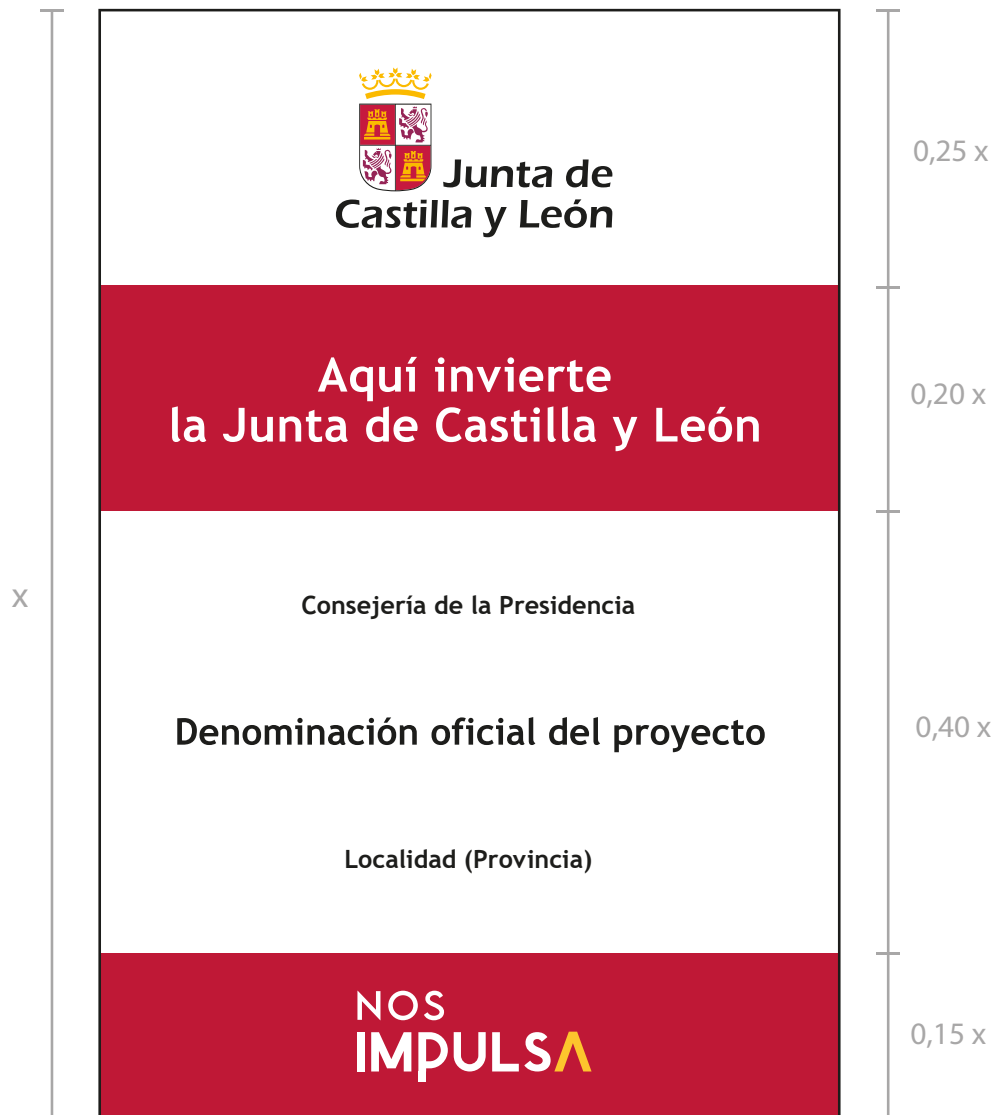 Junta de
Castilla y León
0,25 x
Aquí invierte
la Junta de Castilla y León
0,20 x
x
Consejería de la Presidencia
Denominación oficial del proyecto
0,40 x
Localidad (Provincia)
NOS
IMPULSA
0,15 x